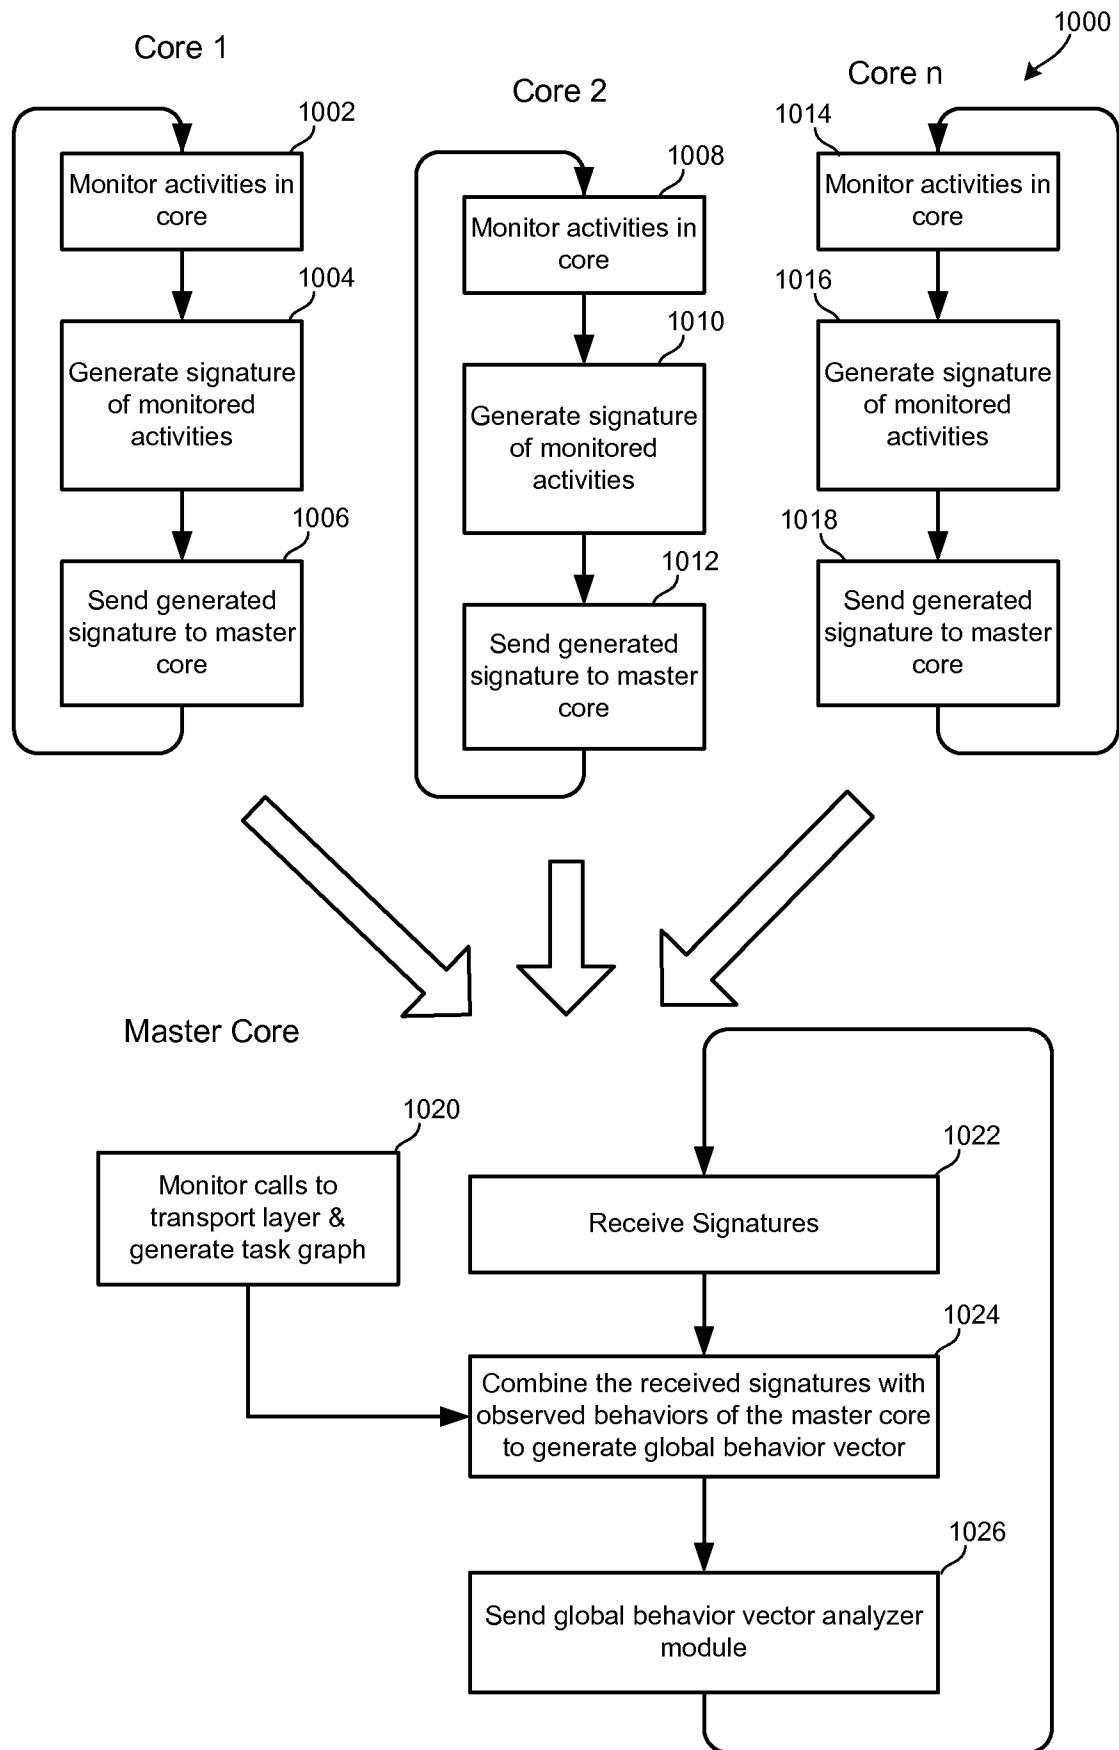 1000
Core 1
1002
Monitor activities in
core
1004
Generate signature
of monitored
activities
1006
Send generated
signature to master
core
Core 2
1008
Monitor activities in
core
1010
Generate signature
of monitored
activities
1012
Send generated
signature to master
core
Core n
1014
Monitor activities in
core
1016
Generate signature
of monitored
activities
1018
Send generated
signature to master
core
Master Core
1020
Monitor calls to
transport layer &
generate task graph
1022
Receive Signatures
1024
Combine the received signatures with
observed behaviors of the master core
to generate global behavior vector
1026
Send global behavior vector analyzer
module